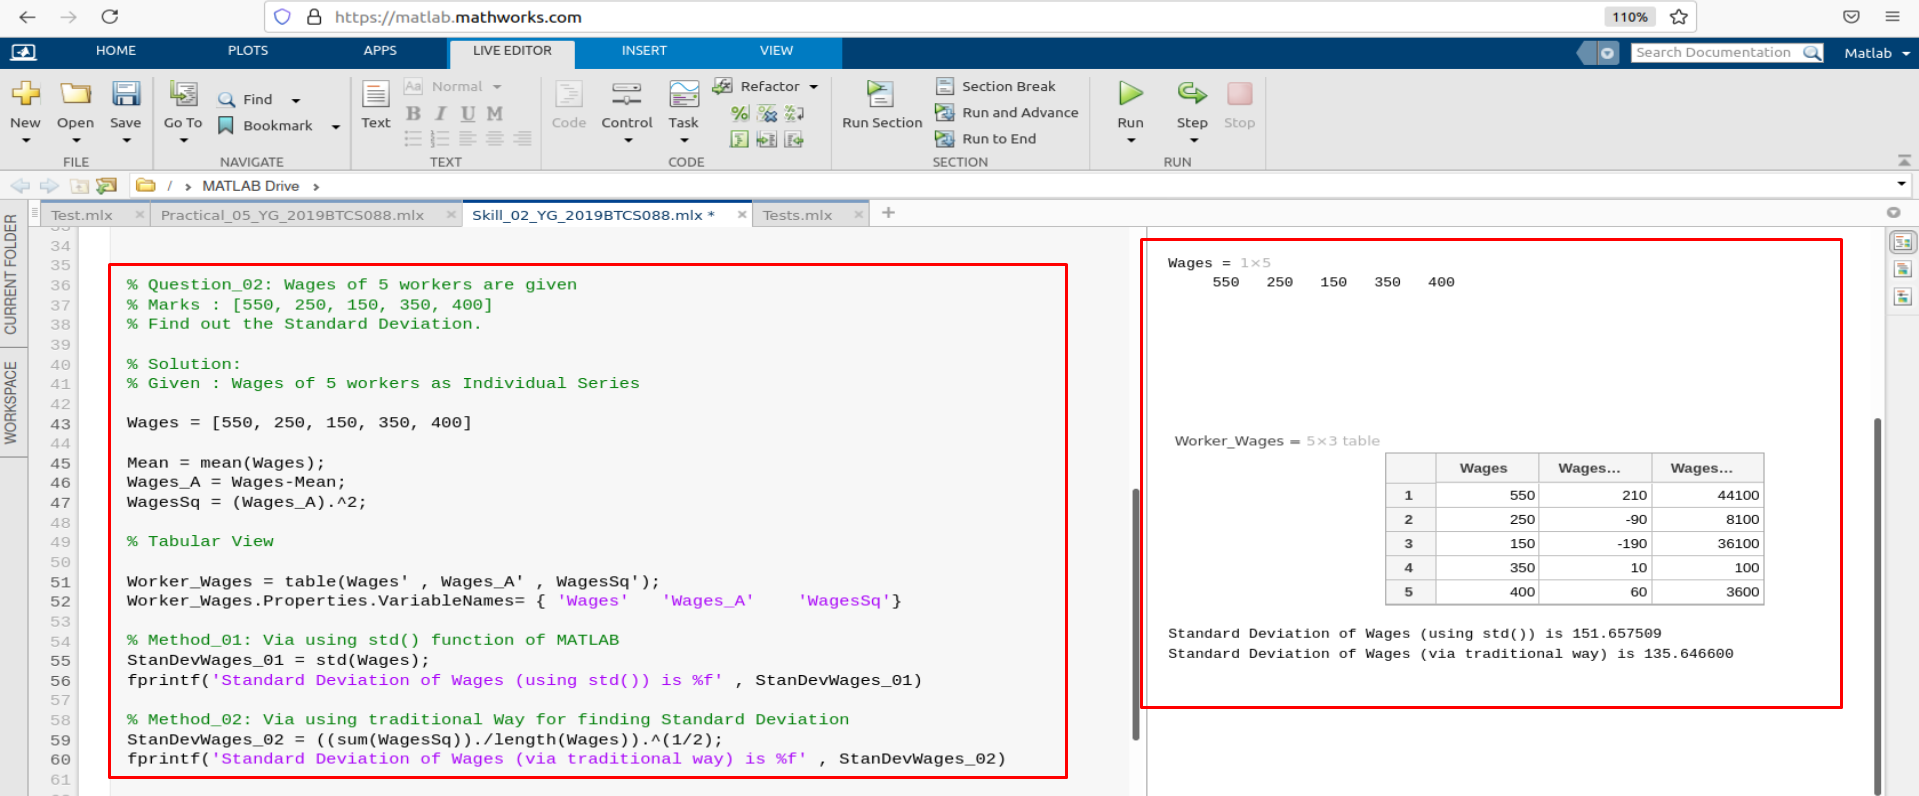 https://matlab.mathworks.com 110%
HOME PLOTS APPS LIVE EDITOR INSERT VIEW Search Documentation Matlab
New Open Save Go To Find Bookmark
FILE NAVIGATE
Text Aa Normal B I U M
TEXT
Code Control Task Refactor
CODE
Run Section Section Break
Run and Advance
Run to End
SECTION
Run Step Stop
RUN
/ › MATLAB Drive ›
Test.mlx × Practical_05_YG_2019BTCS088.mlx × Skill_02_YG_2019BTCS088.mlx * × Tests.mlx × +
CURRENT FOLDER
WORKSPACE
33
34
35
36 % Question_02: Wages of 5 workers are given
37 % Marks : [550, 250, 150, 350, 400]
38 % Find out the Standard Deviation.
39
40 % Solution:
41 % Given : Wages of 5 workers as Individual Series
42
43 Wages = [550, 250, 150, 350, 400]
44
45 Mean = mean(Wages);
46 Wages_A = Wages-Mean;
47 WagesSq = (Wages_A).^2;
48
49 % Tabular View
50
51 Worker_Wages = table(Wages' , Wages_A' , WagesSq');
52 Worker_Wages.Properties.VariableNames= { 'Wages' 'Wages_A' 'WagesSq'}
53
54 % Method_01: Via using std() function of MATLAB
55 StanDevWages_01 = std(Wages);
56 fprintf('Standard Deviation of Wages (using std()) is %f' , StanDevWages_01)
57
58 % Method_02: Via using traditional Way for finding Standard Deviation
59 StanDevWages_02 = ((sum(WagesSq))./length(Wages)).^(1/2);
60 fprintf('Standard Deviation of Wages (via traditional way) is %f' , StanDevWages_02)
61
Wages = 1×5
550 250 150 350 400
Worker_Wages = 5×3 table
Wages Wages... Wages...
1 550 210 44100
2 250 -90 8100
3 150 -190 36100
4 350 10 100
5 400 60 3600
Standard Deviation of Wages (using std()) is 151.657509
Standard Deviation of Wages (via traditional way) is 135.646600